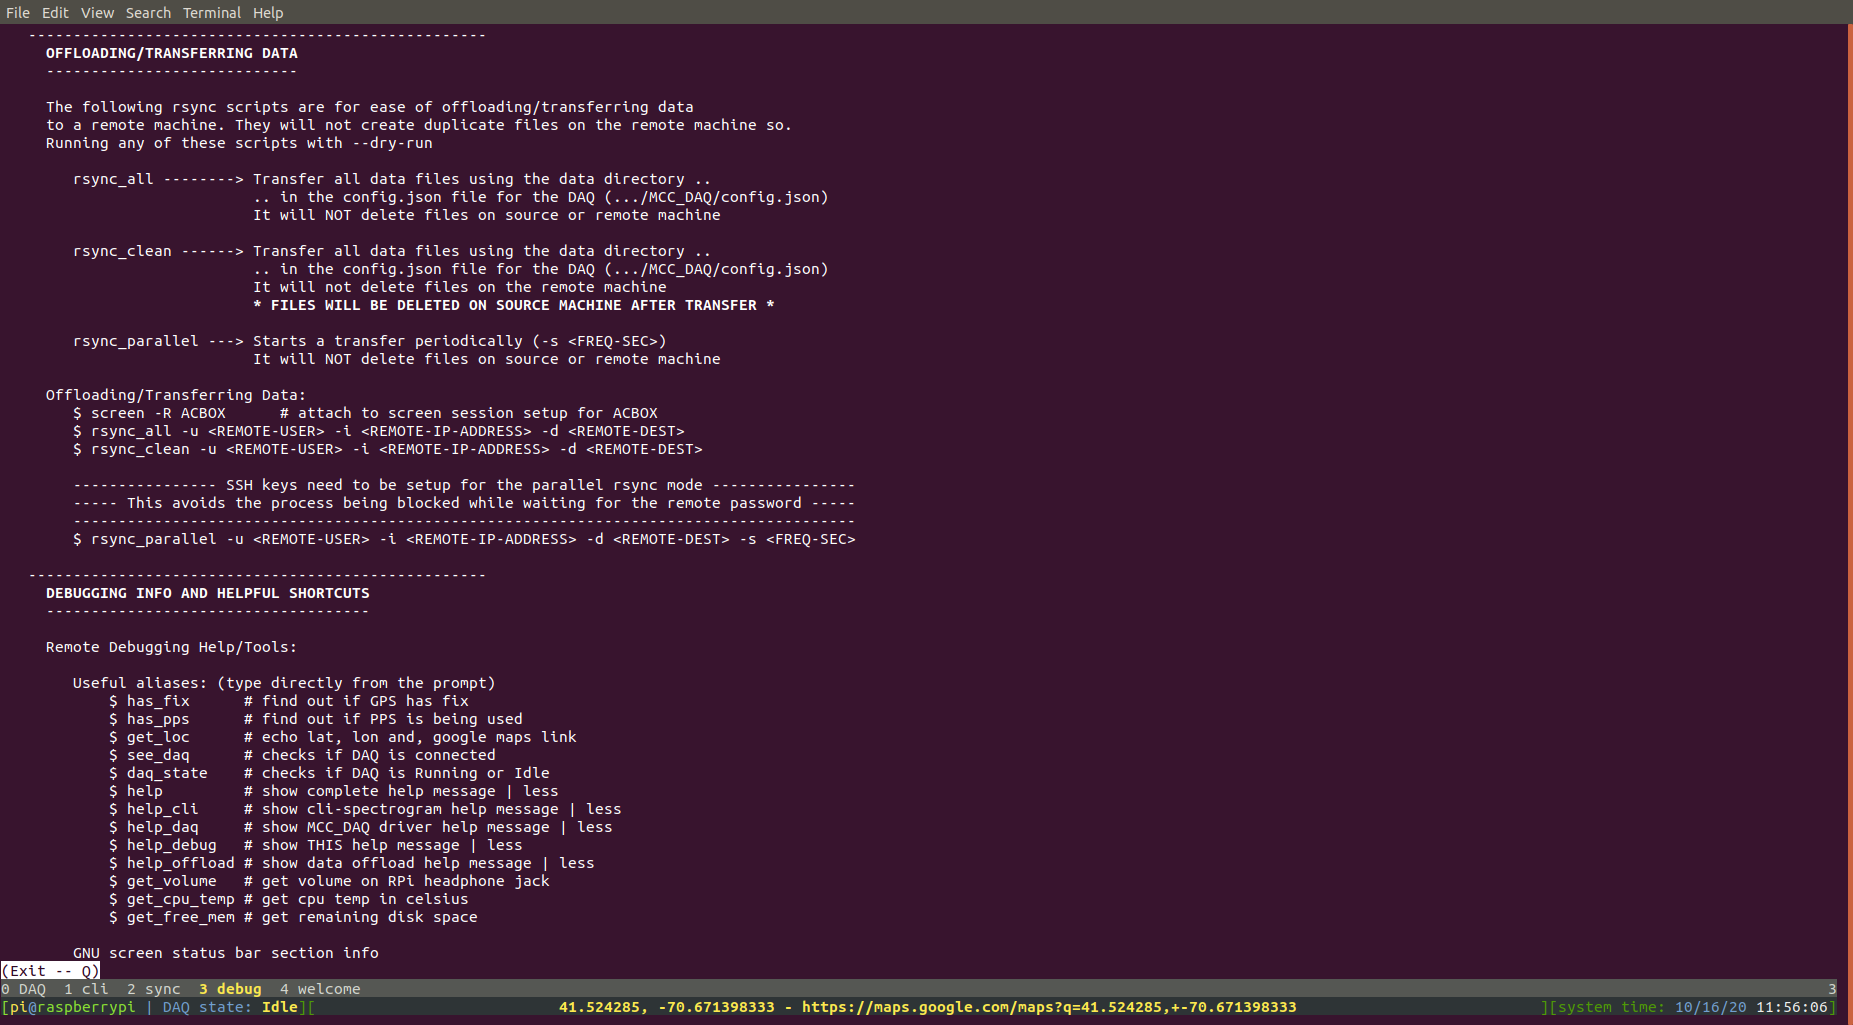 File Edit View Search Terminal Help
---------------------------------------------------
OFFLOADING/TRANSFERRING DATA
----------------------------
The following rsync scripts are for ease of offloading/transferring data
to a remote machine. They will not create duplicate files on the remote machine so.
Running any of these scripts with --dry-run
rsync_all --------> Transfer all data files using the data directory ..
.. in the config.json file for the DAQ (.../MCC_DAQ/config.json)
It will NOT delete files on source or remote machine
rsync_clean ------> Transfer all data files using the data directory ..
.. in the config.json file for the DAQ (.../MCC_DAQ/config.json)
It will not delete files on the remote machine
* FILES WILL BE DELETED ON SOURCE MACHINE AFTER TRANSFER *
rsync_parallel ---> Starts a transfer periodically (-s <FREQ-SEC>)
It will NOT delete files on source or remote machine
Offloading/Transferring Data:
$ screen -R ACBOX      # attach to screen session setup for ACBOX
$ rsync_all -u <REMOTE-USER> -i <REMOTE-IP-ADDRESS> -d <REMOTE-DEST>
$ rsync_clean -u <REMOTE-USER> -i <REMOTE-IP-ADDRESS> -d <REMOTE-DEST>
---------------- SSH keys need to be setup for the parallel rsync mode ----------------
----- This avoids the process being blocked while waiting for the remote password -----
---------------------------------------------------------------------------------------
$ rsync_parallel -u <REMOTE-USER> -i <REMOTE-IP-ADDRESS> -d <REMOTE-DEST> -s <FREQ-SEC>
---------------------------------------------------
DEBUGGING INFO AND HELPFUL SHORTCUTS
------------------------------------
Remote Debugging Help/Tools:
Useful aliases: (type directly from the prompt)
$ has_fix      # find out if GPS has fix
$ has_pps      # find out if PPS is being used
$ get_loc      # echo lat, lon and, google maps link
$ see_daq      # checks if DAQ is connected
$ daq_state    # checks if DAQ is Running or Idle
$ help         # show complete help message | less
$ help_cli     # show cli-spectrogram help message | less
$ help_daq     # show MCC_DAQ driver help message | less
$ help_debug   # show THIS help message | less
$ help_offload # show data offload help message | less
$ get_volume   # get volume on RPi headphone jack
$ get_cpu_temp # get cpu temp in celsius
$ get_free_mem # get remaining disk space
GNU screen status bar section info
(Exit -- Q)
0 DAQ  1 cli  2 sync  3 debug  4 welcome 3
[pi@raspberrypi | DAQ state: Idle][ 41.524285, -70.671398333 - https://maps.google.com/maps?q=41.524285,+-70.671398333 ][system time: 10/16/20 11:56:06]